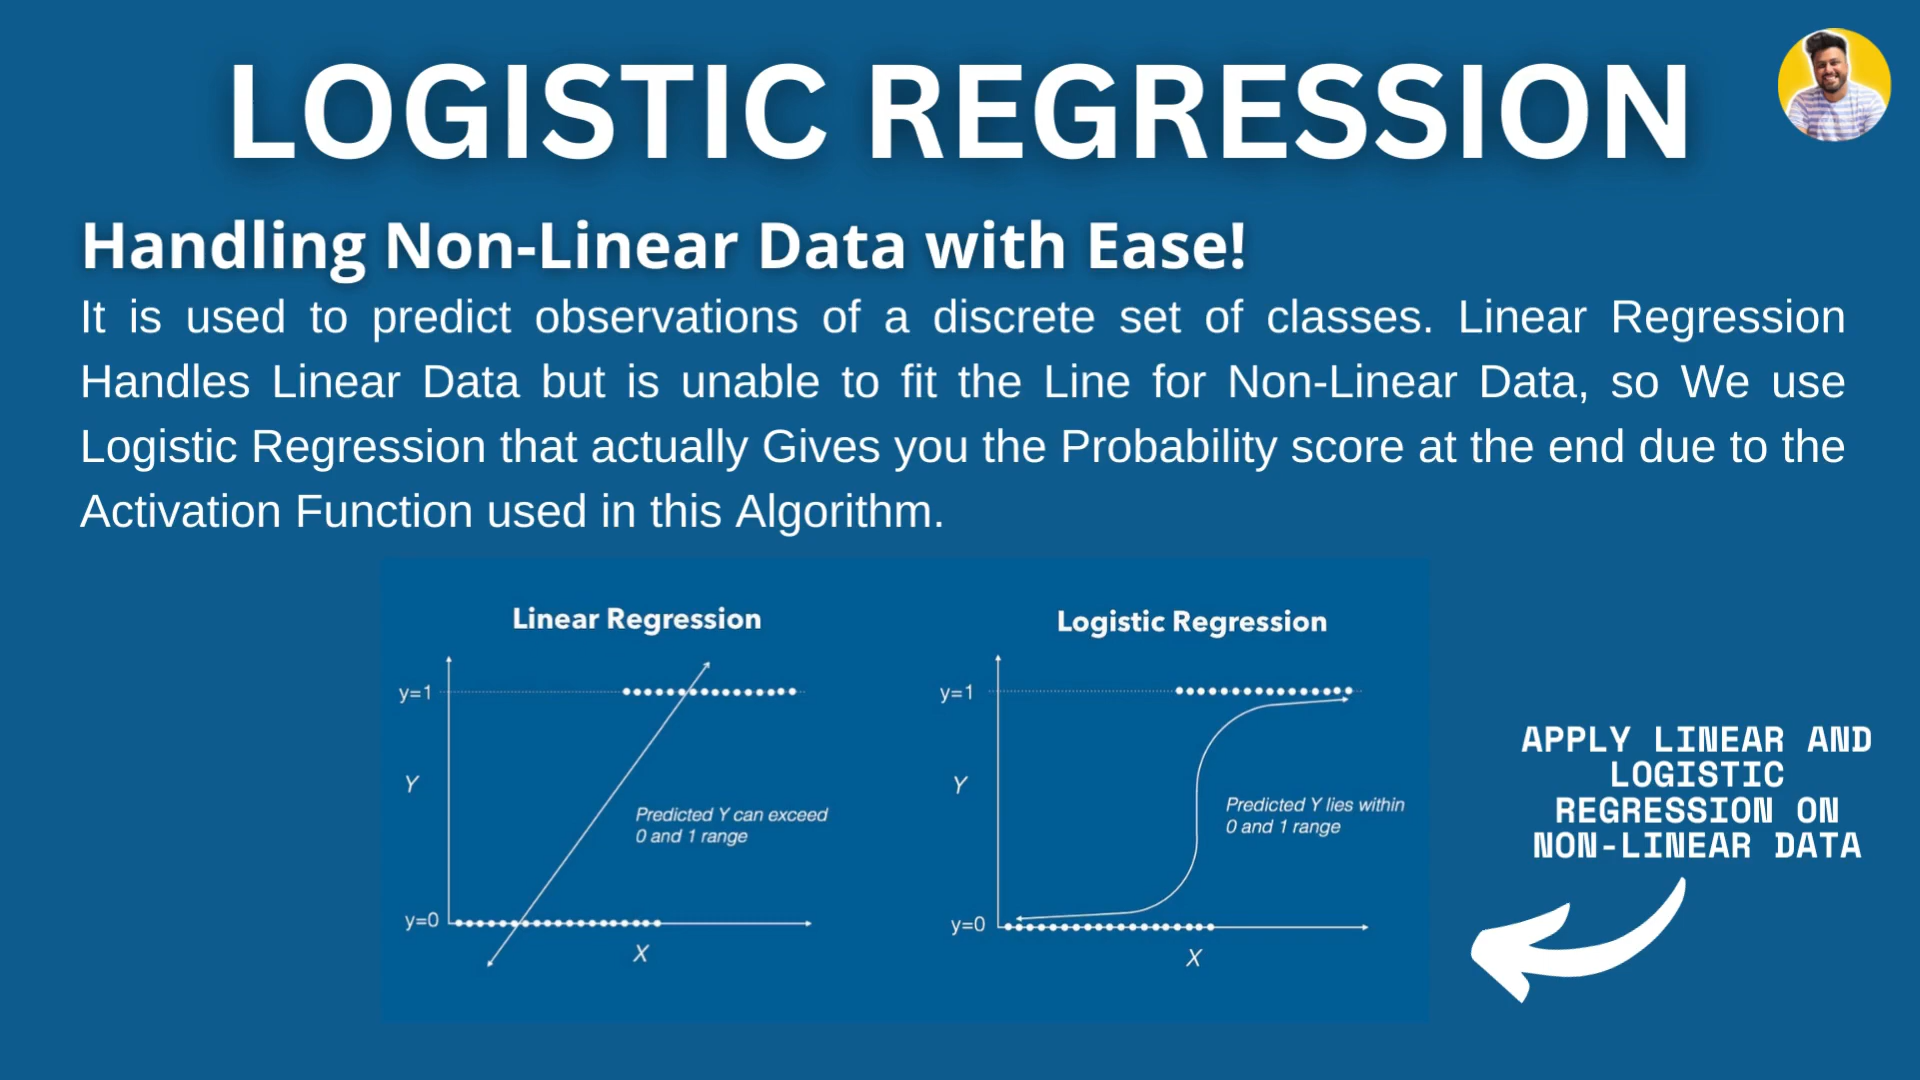 LOGISTIC REGRESSION
Handling Non-Linear Data with Ease!
It is used to predict observations of a discrete set of classes. Linear Regression
Handles Linear Data but is unable to fit the Line for Non-Linear Data, so We use
Logistic Regression that actually Gives you the Probability score at the end due to the
Activation Function used in this Algorithm.
Linear Regression
y=1
Y
Predicted Y can exceed
0 and 1 range
y=0
X
Logistic Regression
y=1
Y
Predicted Y lies within
0 and 1 range
y=0
X
APPLY LINEAR AND
LOGISTIC
REGRESSION ON
NON-LINEAR DATA